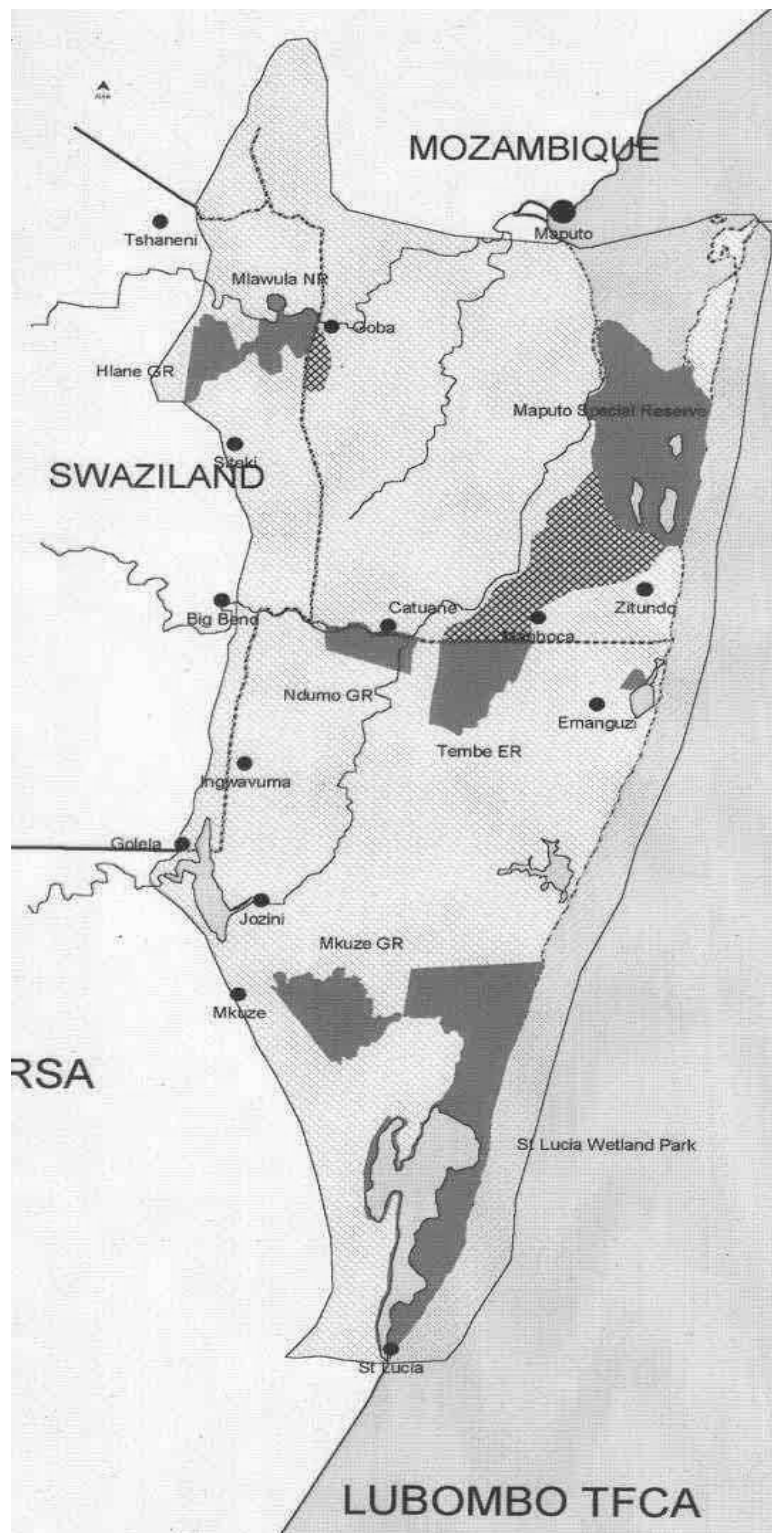 MOZAMBIQUE
Maputo
Tshaneni
Mlawula NR
Goba
Hlane GR
Maputo Special Reserve
Siteki
SWAZILAND
Big Bend
Catuane
Zitundo
Ndumo GR
Emanguzi
Tembe ER
Ingwavuma
Golela
Jozini
Mkuze GR
Mkuze
RSA
St Lucia Wetland Park
St Lucia
LUBOMBO TFCA